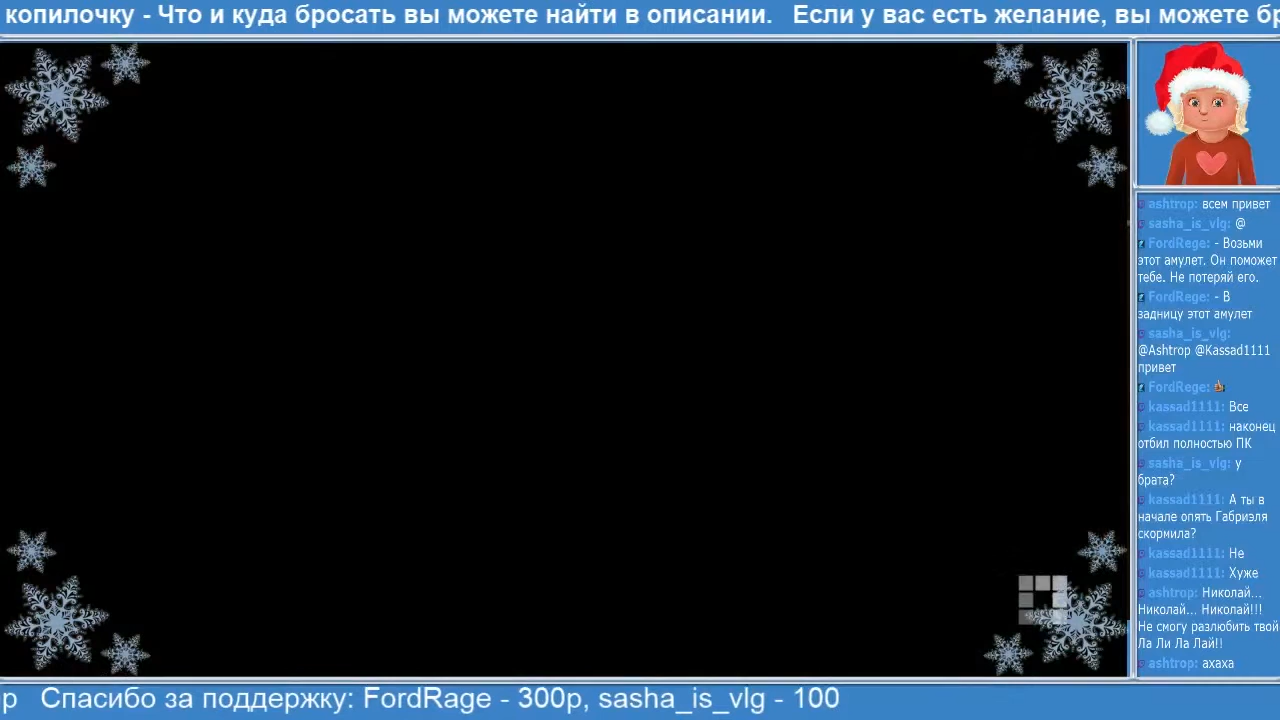 копилочку - Что и куда бросать вы можете найти в описании. Если у вас есть желание, вы можете бр
ashtrop: всем привет
sasha_is_vlg: @
FordRege: - Возьми
этот амулет. Он поможет
тебе. Не потеряй его.
FordRege: - В
задницу этот амулет
sasha_is_vlg:
@Ashtrop @Kassad1111
привет
FordRege:
kassad1111: Все
kassad1111: наконец
отбил полностью ПК
sasha_is_vlg: у
брата?
kassad1111: А ты в
начале опять Габриэля
скормила?
kassad1111: Не
kassad1111: Хуже
ashtrop: Николай...
Николай... Николай!!!
Не смогу разлюбить твой
Ла Ли Ла Лай!!
ashtrop: ахаха
0р Спасибо за поддержку: FordRage - 300р, sasha_is_vlg - 100